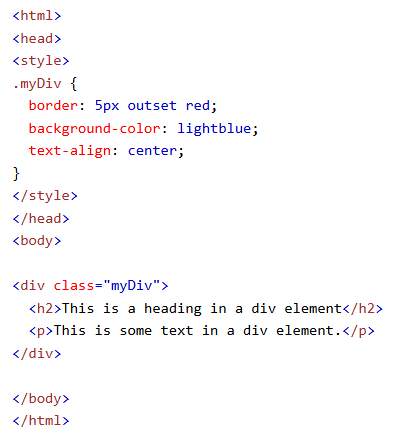 <html>
<head>
<style>
.myDiv {
  border: 5px outset red;
  background-color: lightblue;
  text-align: center;
}
</style>
</head>
<body>

<div class="myDiv">
  <h2>This is a heading in a div element</h2>
  <p>This is some text in a div element.</p>
</div>

</body>
</html>